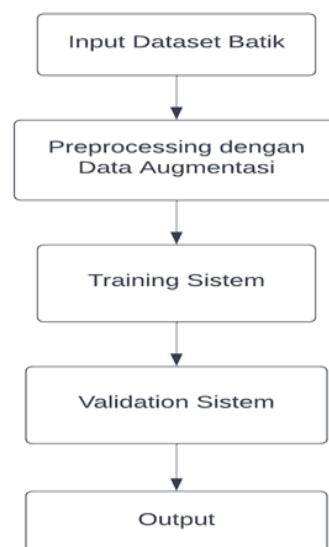 Input Dataset Batik
Preprocessing dengan
Data Augmentasi
Training Sistem
Validation Sistem
Output